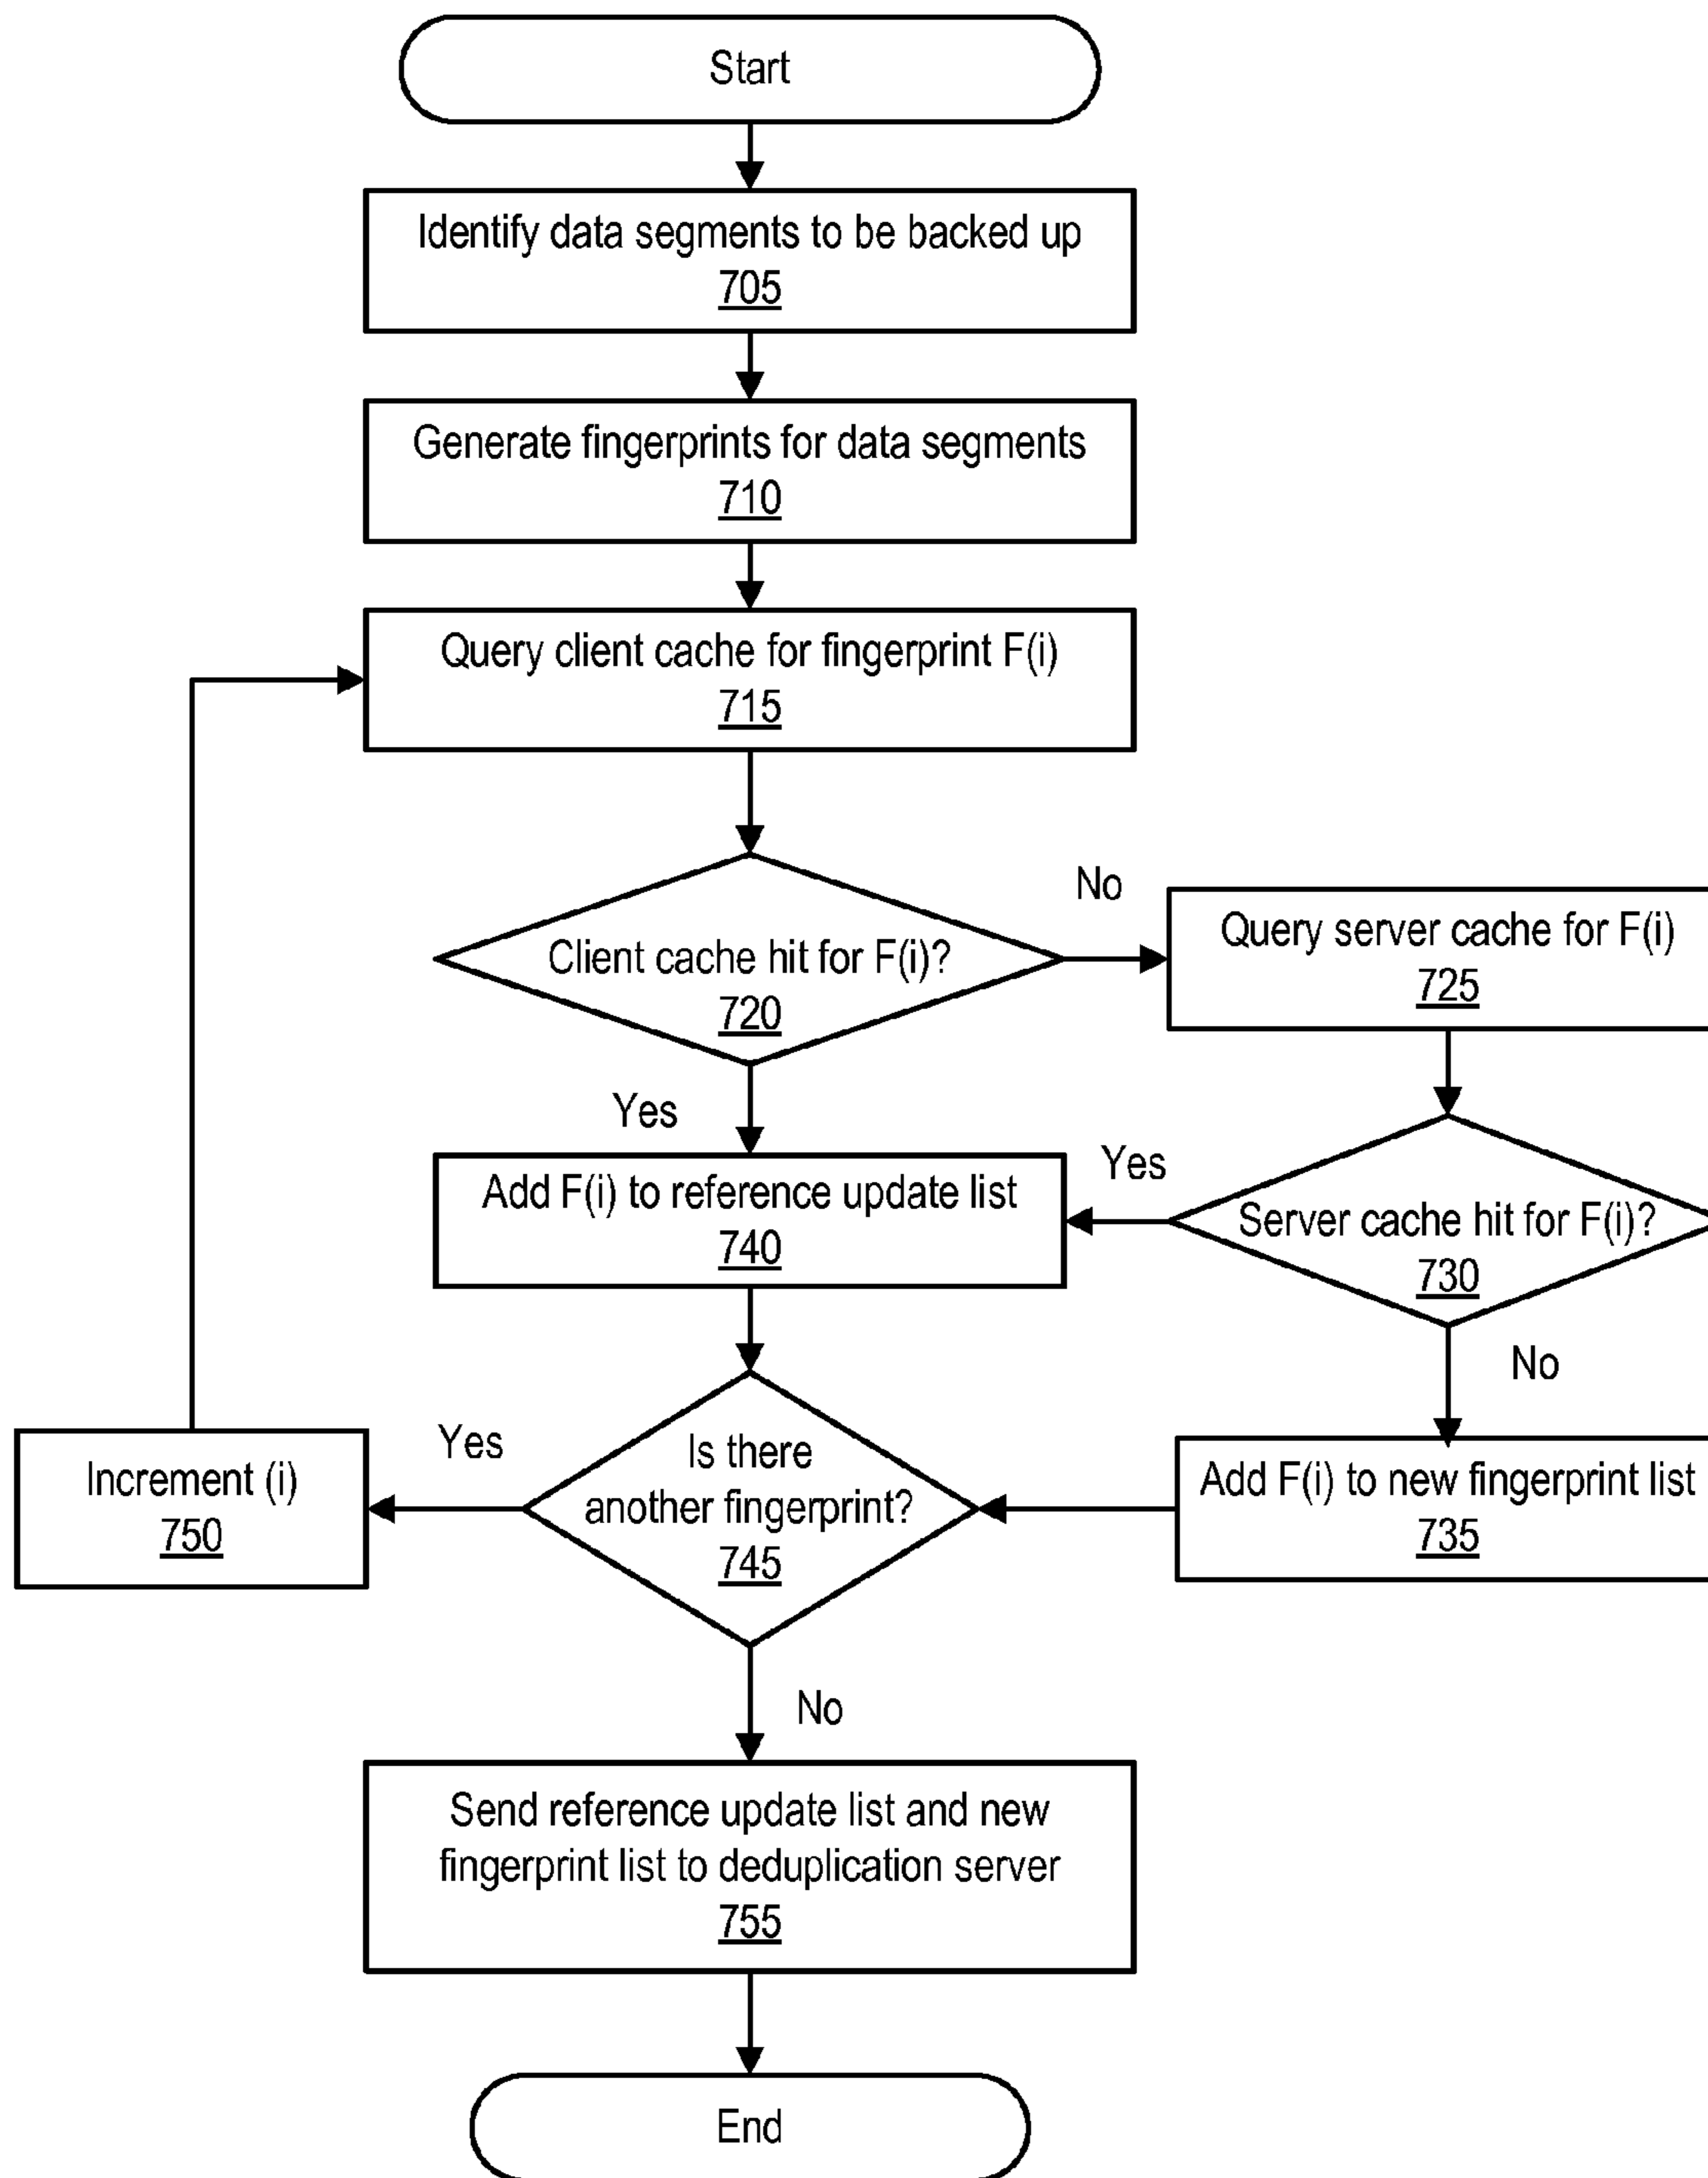 Start
Identify data segments to be backed up
705
Generate fingerprints for data segments
710
Query client cache for fingerprint F(i)
715
No
Client cache hit for F(i)?
720
Query server cache for F(i)
725
Yes
Add F(i) to reference update list
740
Yes
Server cache hit for F(i)?
730
No
Yes
Increment (i)
750
Is there
another fingerprint?
745
Add F(i) to new fingerprint list
735
No
Send reference update list and new
fingerprint list to deduplication server
755
End